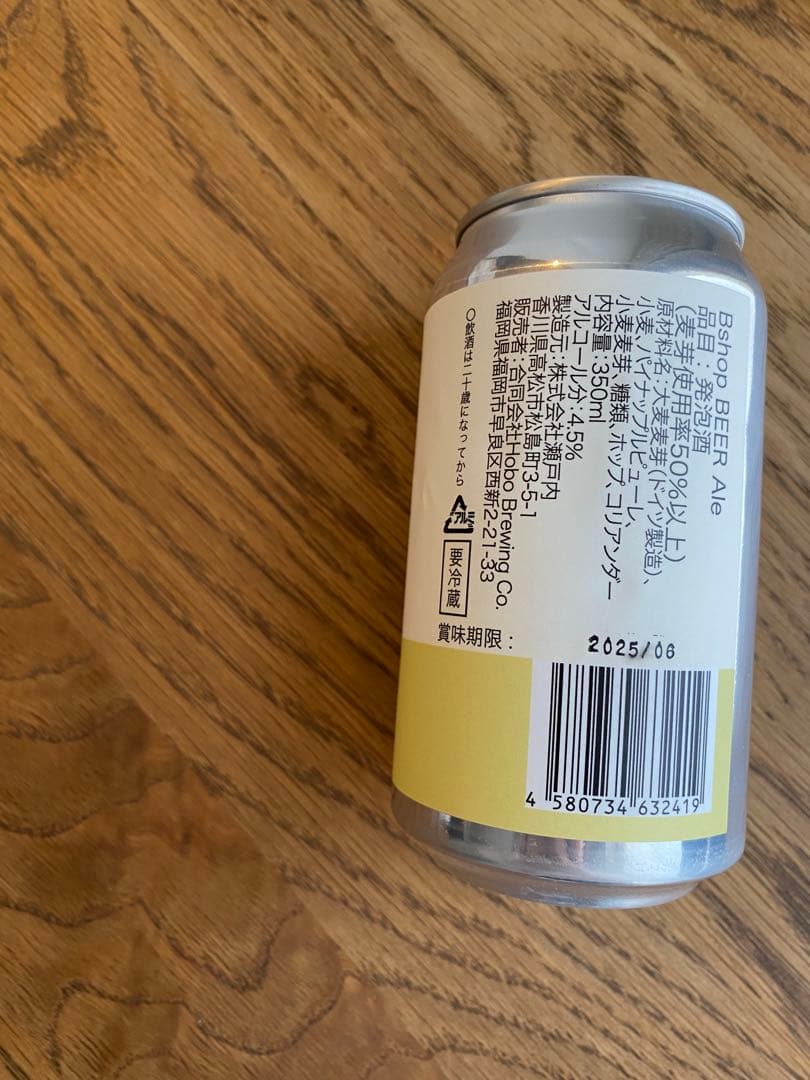 Bshop BEER Ale
品目：発泡酒
(麦芽使用率50%以上)
原材料名：大麦麦芽(ドイツ製造)、
小麦、パイナップルピューレ、
小麦麦芽、糖類、ホップ、コリアンダー
内容量：350ml
アルコール分：4.5%
製造元：株式会社瀬戸内
香川県高松市松島町3-5-1
販売者：合同会社Hobo Brewing Co.
福岡県福岡市早良区西新2-21-33
○飲酒は二十歳になってから
アルミ
要冷蔵
賞味期限：
2025/06
4 580734 632419